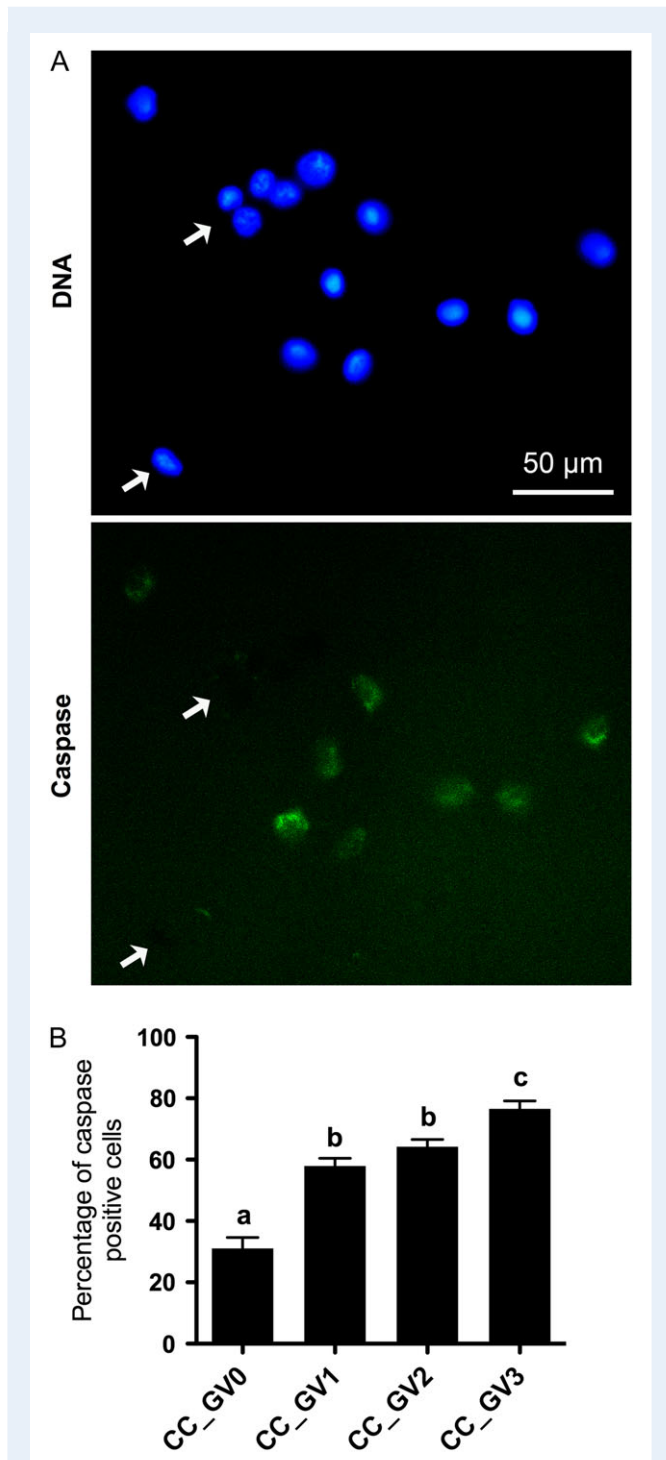 A
DNA
50 µm
Caspase
B
Percentage of caspase
positive cells
100
80
60
40
20
0
a
b
b
c
CC_GV0
CC_GV1
CC_GV2
CC_GV3